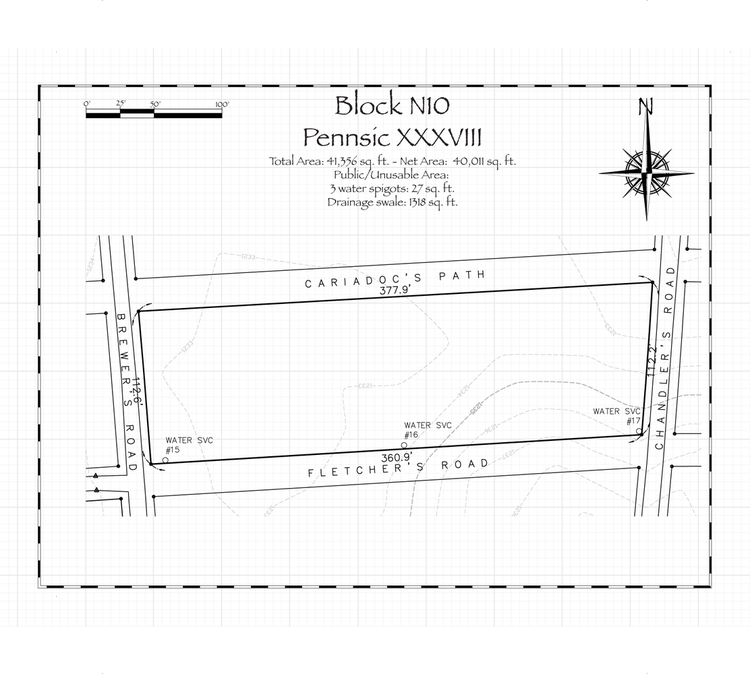 0' 25' 50' 100'
Block N10
Pennsic XXXVIII
Total Area: 41,356 sq. ft. - Net Area: 40,011 sq. ft.
Public/Unusable Area:
3 water spigots: 27 sq. ft.
Drainage swale: 1318 sq. ft.
N
CARIADOC'S PATH
377.9'
BREWER'S ROAD
112.6'
112.2'
CHANDLER'S ROAD
WATER SVC
#15
WATER SVC
#16
WATER SVC
#17
360.9'
FLETCHER'S ROAD